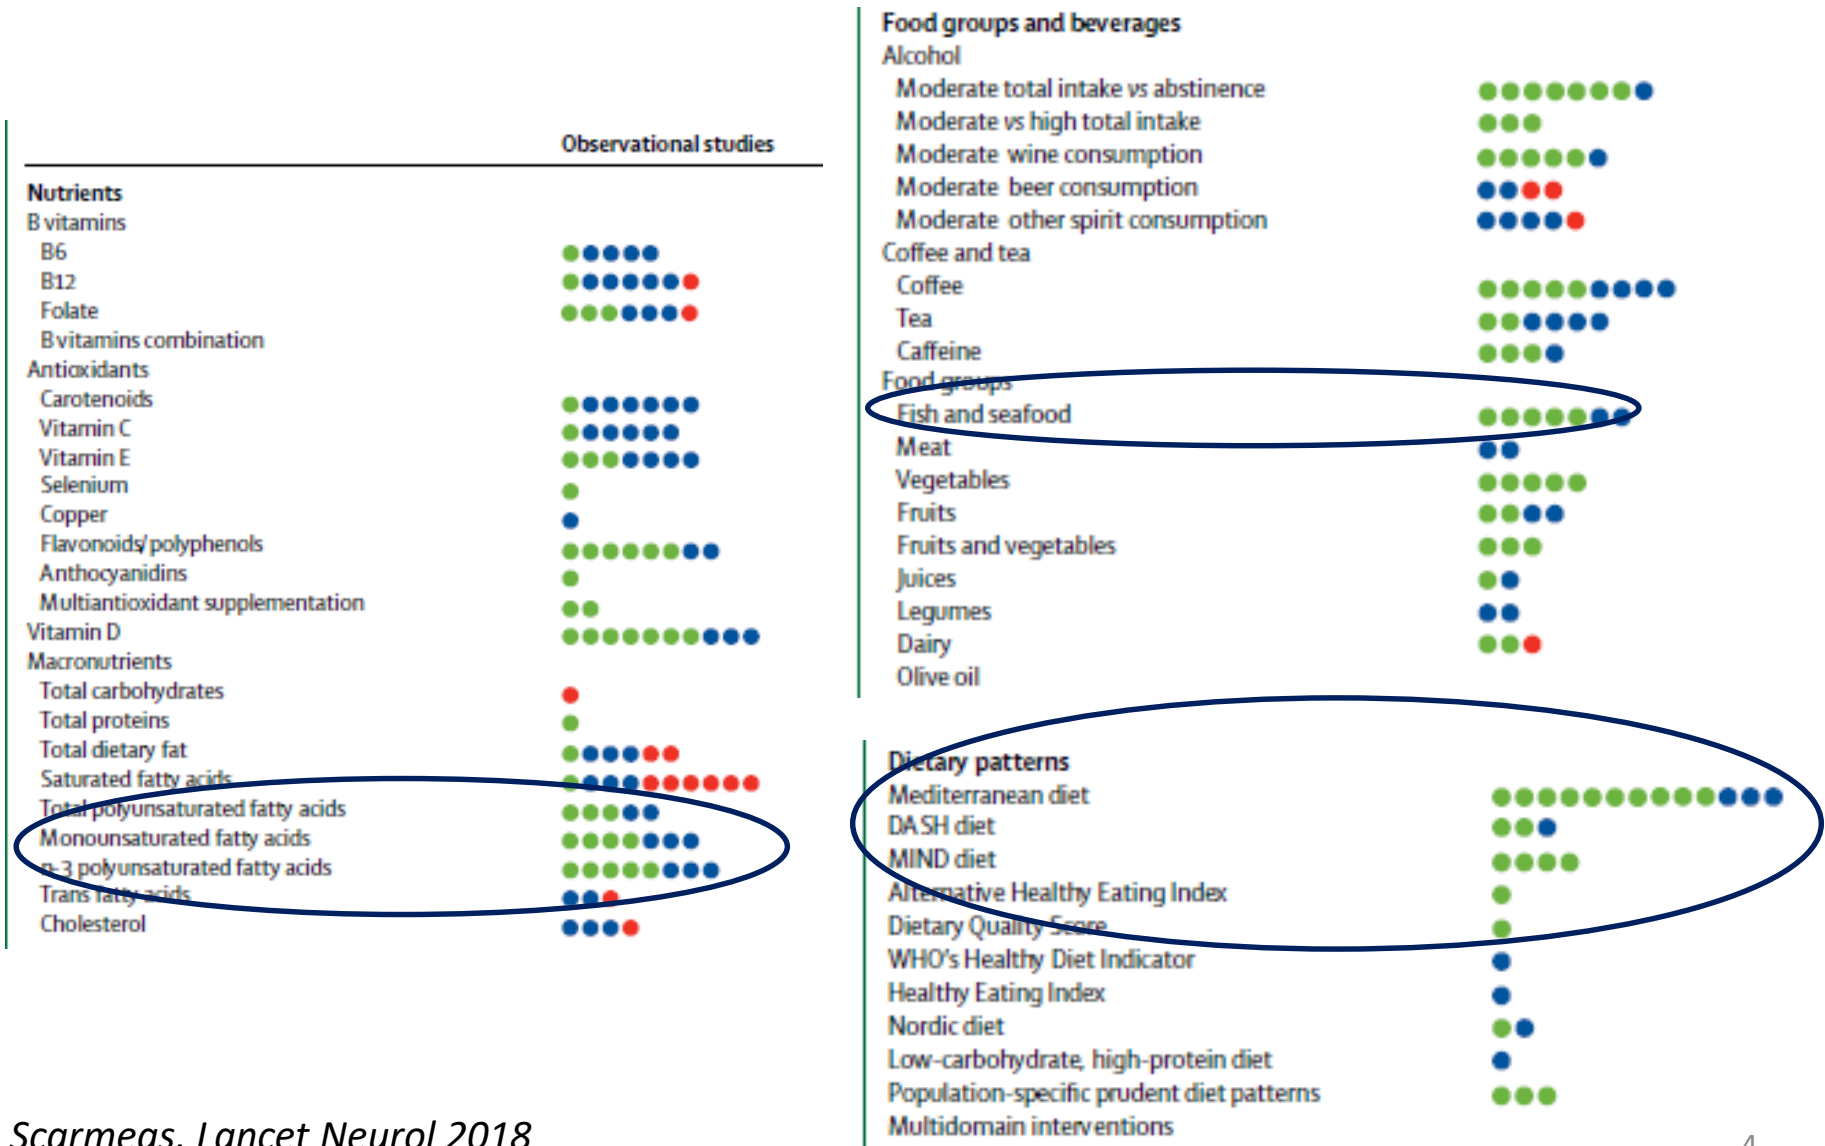 Observational studies
Nutrients
B vitamins
B6
B12
Folate
B vitamins combination
Antioxidants
Carotenoids
Vitamin C
Vitamin E
Selenium
Copper
Flavonoids/polyphenols
Anthocyanidins
Multiantioxidant supplementation
Vitamin D
Macronutrients
Total carbohydrates
Total proteins
Total dietary fat
Saturated fatty acids
Total polyunsaturated fatty acids
Monounsaturated fatty acids
n-3 polyunsaturated fatty acids
Trans fatty acids
Cholesterol
Food groups and beverages
Alcohol
Moderate total intake vs abstinence
Moderate vs high total intake
Moderate wine consumption
Moderate beer consumption
Moderate other spirit consumption
Coffee and tea
Coffee
Tea
Caffeine
Food groups
Fish and seafood
Meat
Vegetables
Fruits
Fruits and vegetables
Juices
Legumes
Dairy
Olive oil
Dietary patterns
Mediterranean diet
DASH diet
MIND diet
Alternative Healthy Eating Index
Dietary Quality Score
WHO's Healthy Diet Indicator
Healthy Eating Index
Nordic diet
Low-carbohydrate, high-protein diet
Population-specific prudent diet patterns
Multidomain interventions
Scarmeas, Lancet Neurol 2018
4